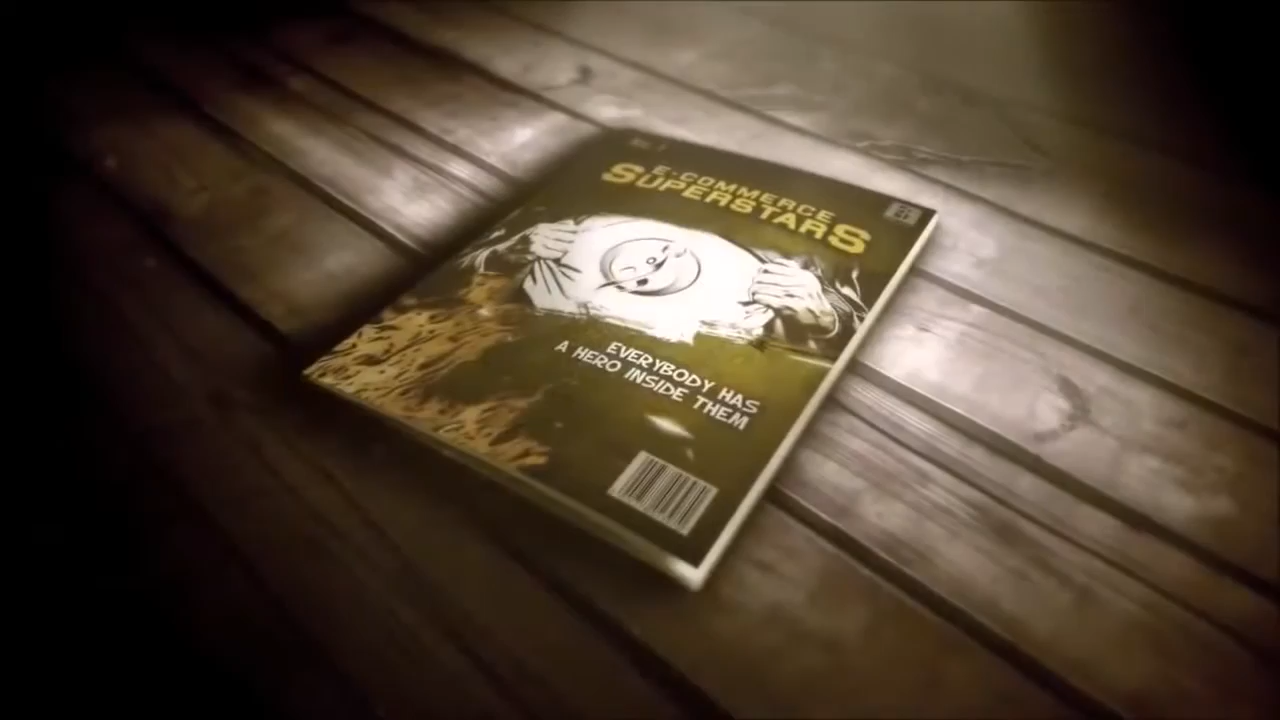 E-COMMERCE
SUPERSTARS
EVERYBODY HAS
A HERO INSIDE THEM